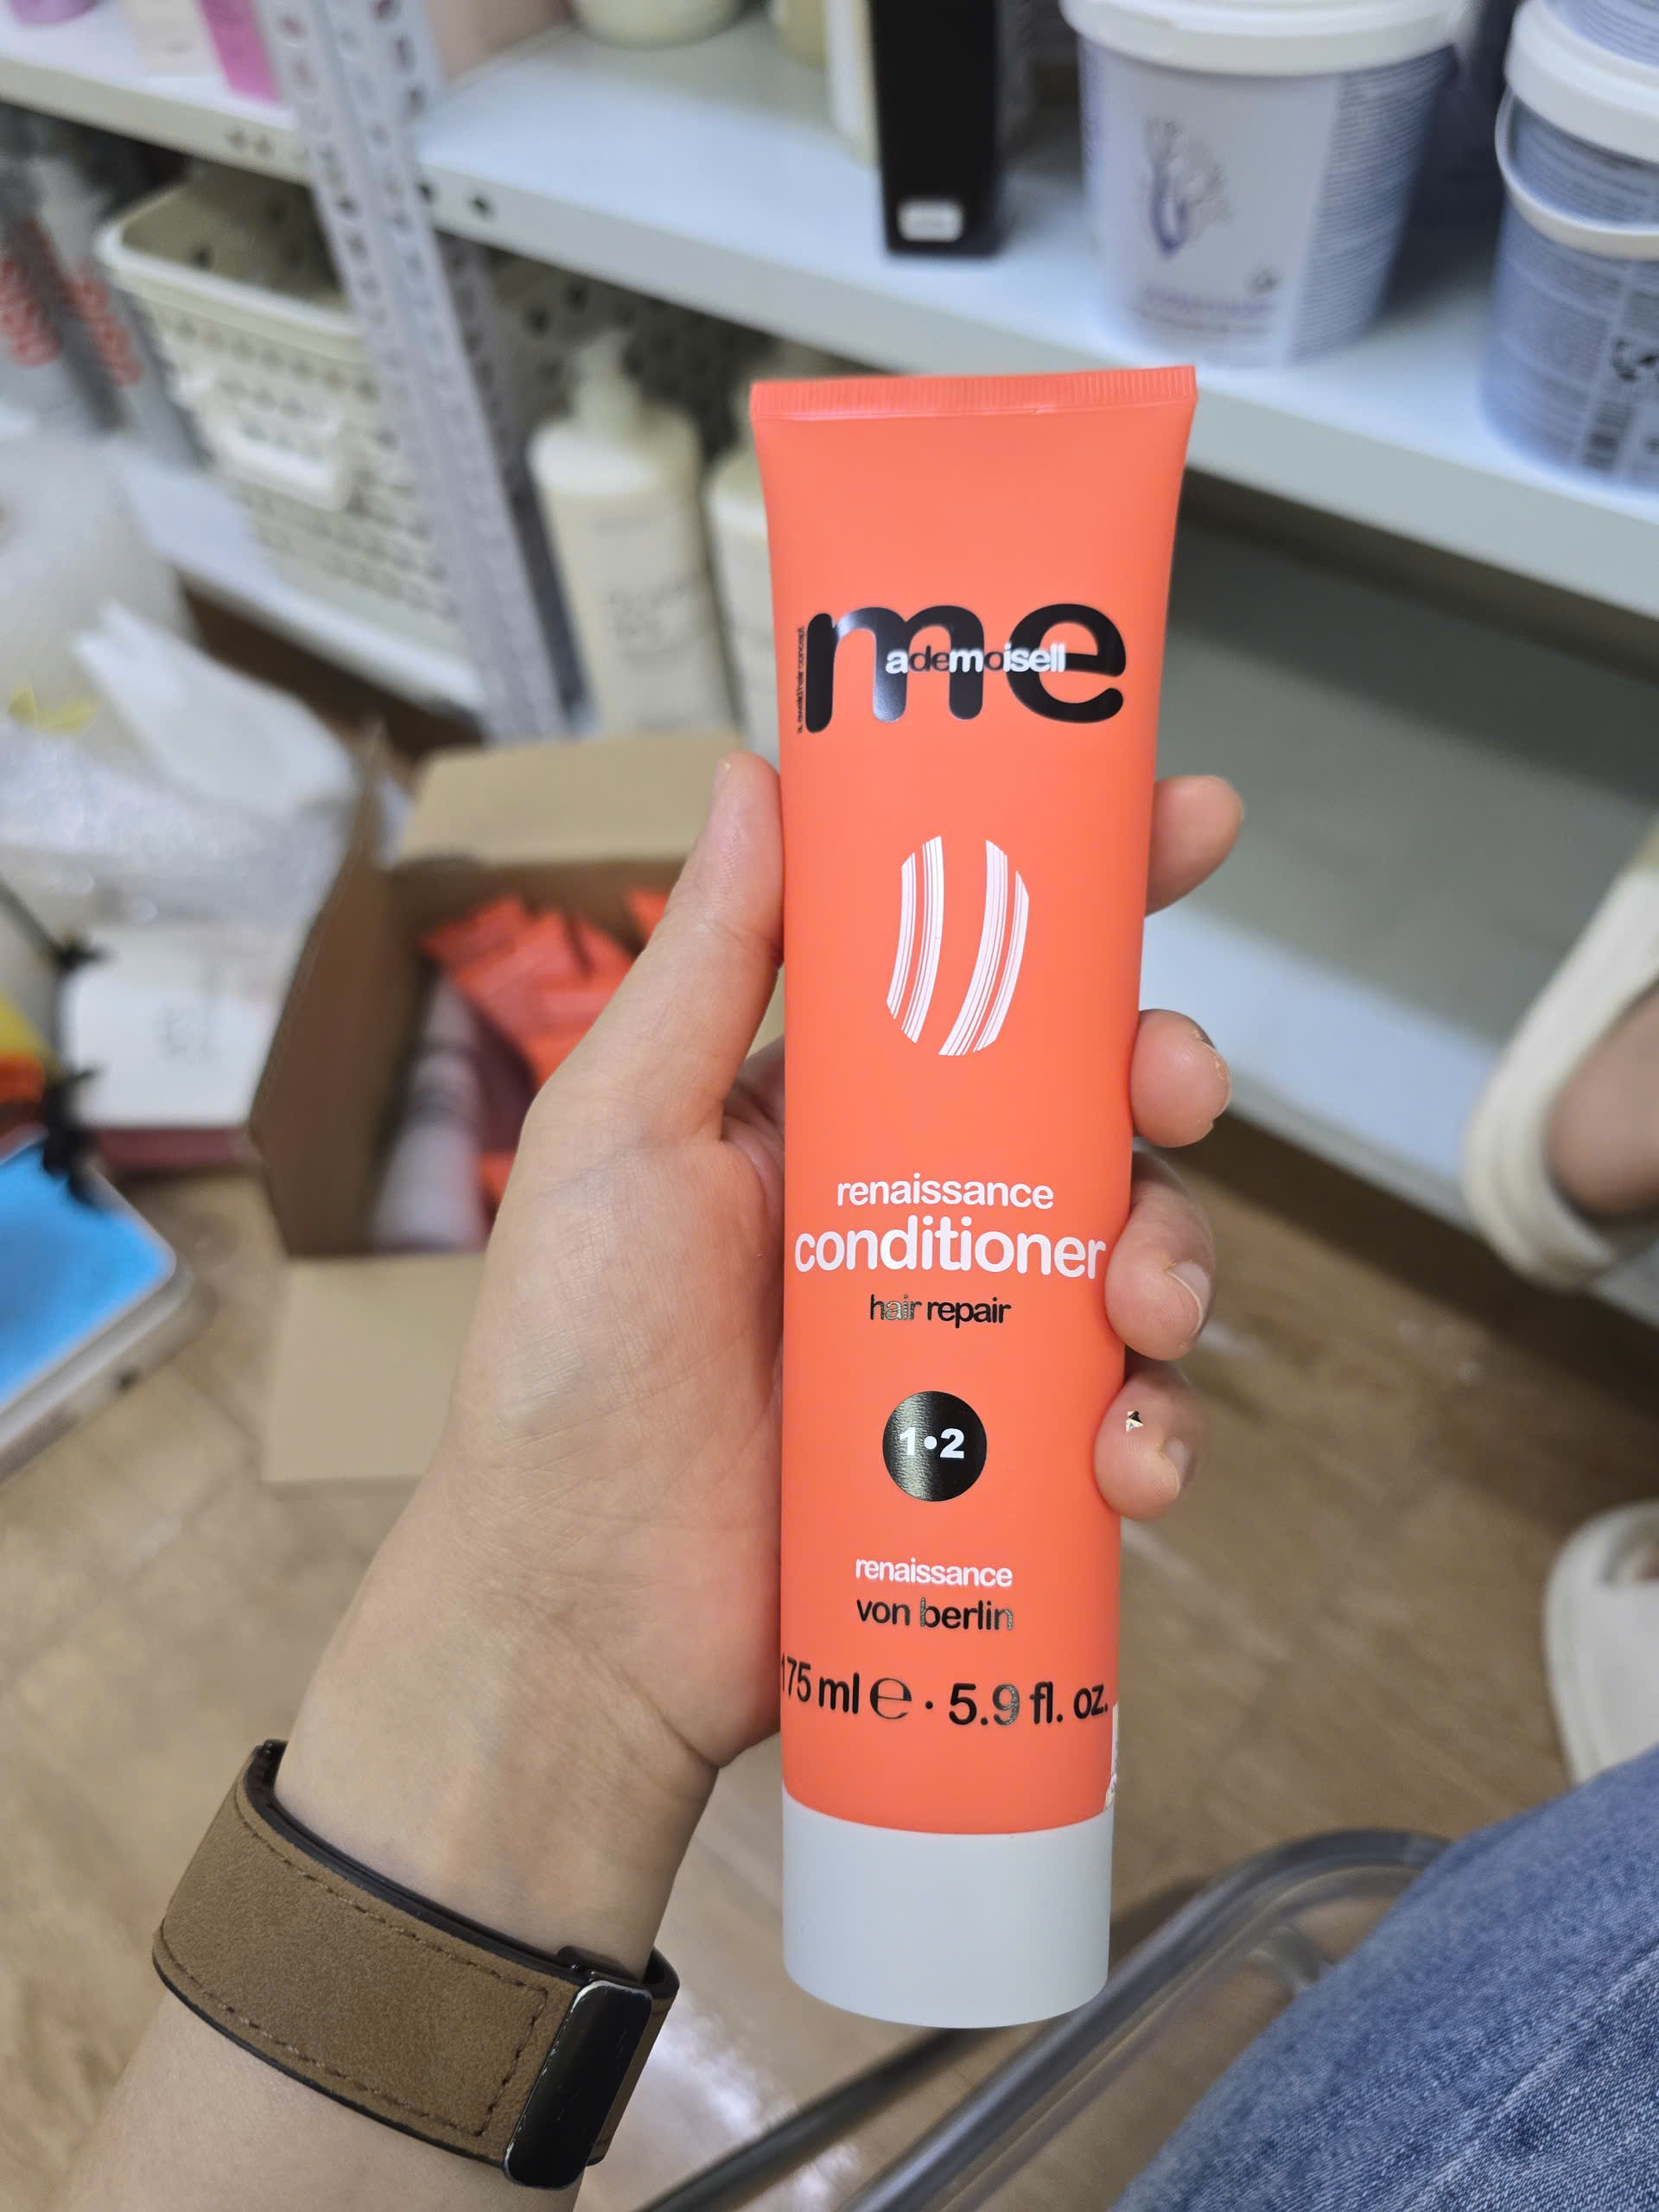 me
ademoisell
renaissance
conditioner
hair repair
1•2
renaissance
von berlin
175 ml ℮ · 5.9 fl. oz.